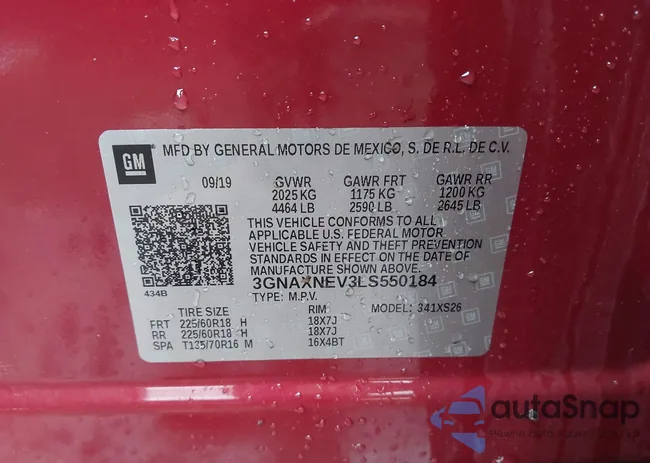 GM
MFD BY GENERAL MOTORS DE MEXICO, S. DE R.L. DE C.V.
09/19 GVWR GAWR FRT GAWR RR
2025 KG 1175 KG 1200 KG
4464 LB 2590 LB 2645 LB
THIS VEHICLE CONFORMS TO ALL
APPLICABLE U.S. FEDERAL MOTOR
VEHICLE SAFETY AND THEFT PREVENTION
STANDARDS IN EFFECT ON THE DATE OF
MANUFACTURE SHOWN ABOVE.
434B 3GNAXNEV3LS550184
TYPE: M.P.V. MODEL: 341XS26
TIRE SIZE RIM
FRT 225/60R18 H 18X7J
RR 225/60R18 H 18X7J
SPA T135/70R16 M 16X4BT
autoSnap